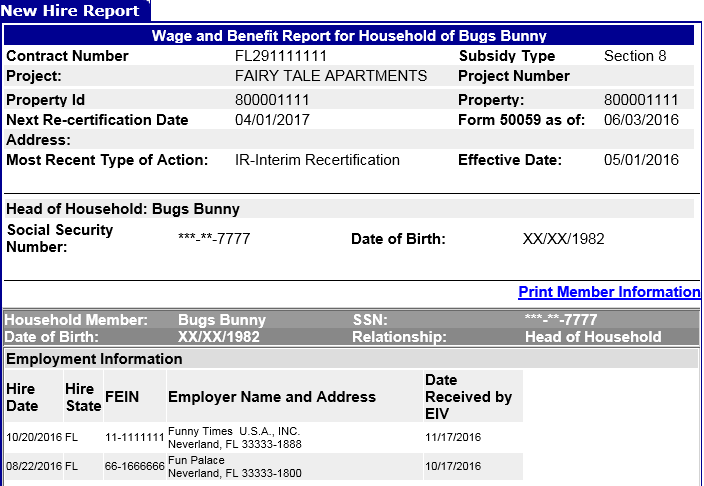 New Hire Report
Wage and Benefit Report for Household of Bugs Bunny
Contract Number FL291111111 Subsidy Type Section 8
Project: FAIRY TALE APARTMENTS Project Number
Property Id 800001111 Property: 800001111
Next Re-certification Date 04/01/2017 Form 50059 as of: 06/03/2016
Address:
Most Recent Type of Action: IR-Interim Recertification Effective Date: 05/01/2016
Head of Household: Bugs Bunny
Social Security Number: ***-**-7777 Date of Birth: XX/XX/1982
Print Member Information
Household Member: Bugs Bunny SSN: ***-**-7777
Date of Birth: XX/XX/1982 Relationship: Head of Household
Employment Information
Hire Date Hire State FEIN Employer Name and Address Date Received by EIV
10/20/2016 FL 11-1111111 Funny Times U.S.A., INC. 11/17/2016
Neverland, FL 33333-1888
08/22/2016 FL 66-1666666 Fun Palace 10/17/2016
Neverland, FL 33333-1800